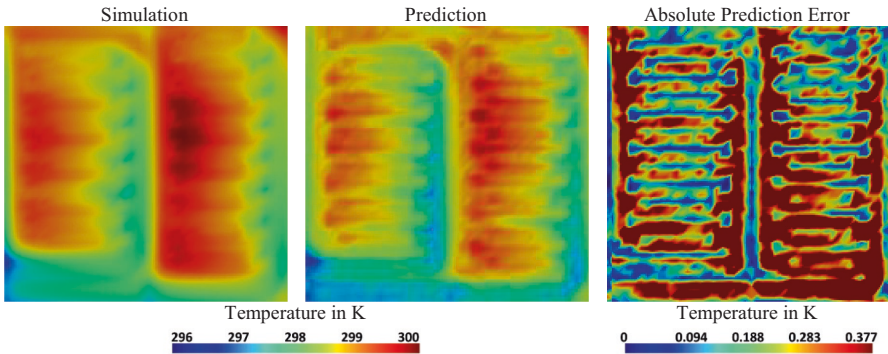 Simulation Prediction Absolute Prediction Error
Temperature in K Temperature in K
296 297 298 299 300 0 0.094 0.188 0.283 0.377